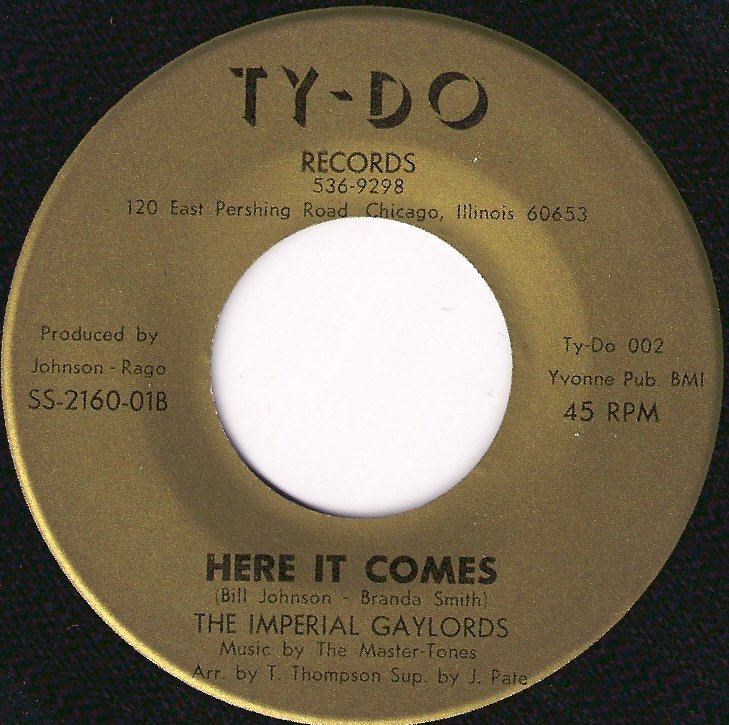 TY-DO
RECORDS
536-9298
120 East Pershing Road Chicago, Illinois 60653
Produced by
Johnson - Rago
SS-2160-01B
Ty-Do 002
Yvonne Pub. BMI
45 RPM
HERE IT COMES
(Bill Johnson - Branda Smith)
THE IMPERIAL GAYLORDS
Music by The Master-Tones
Arr. by T. Thompson Sup. by J. Pate